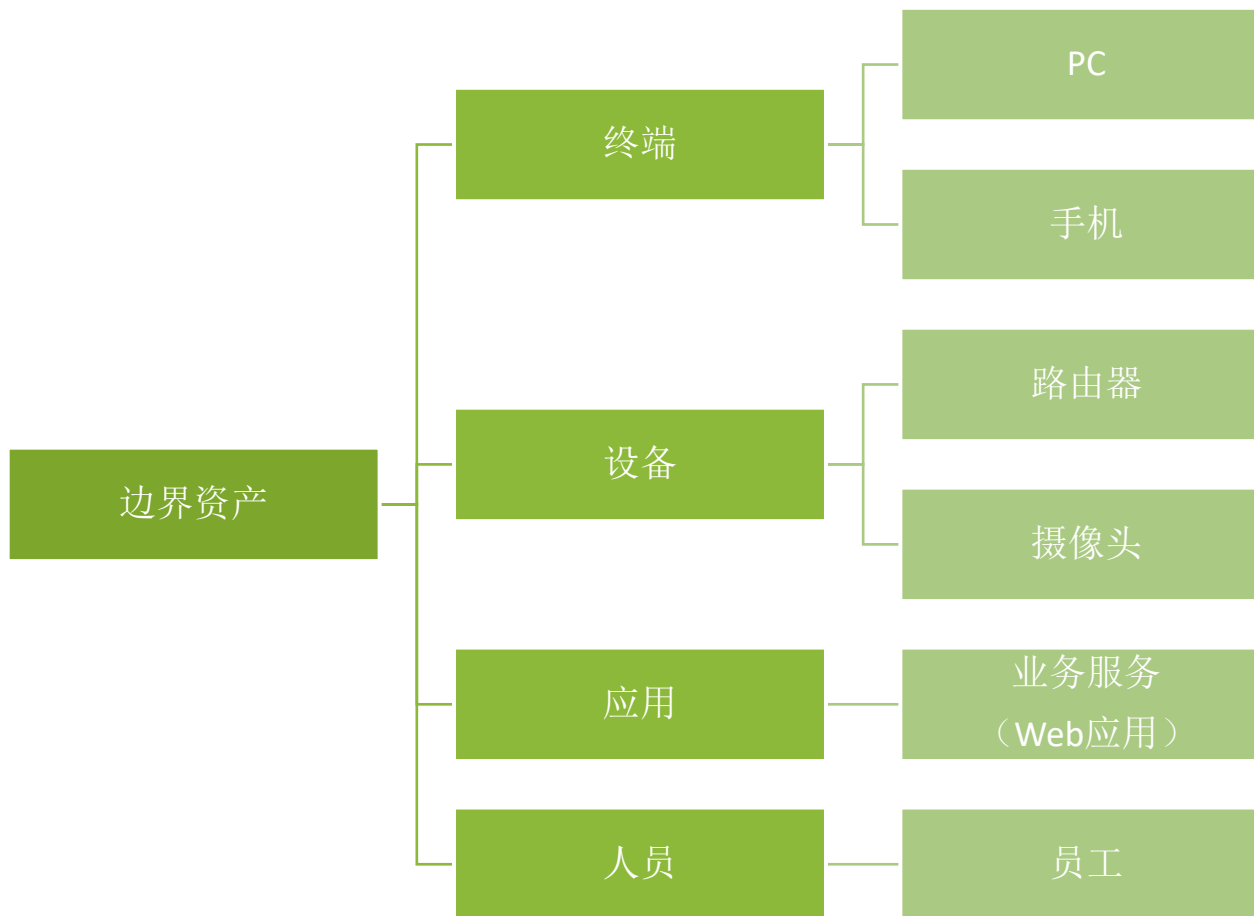 边界资产
终端
PC
手机
设备
路由器
摄像头
应用
业务服务
（Web应用）
人员
员工